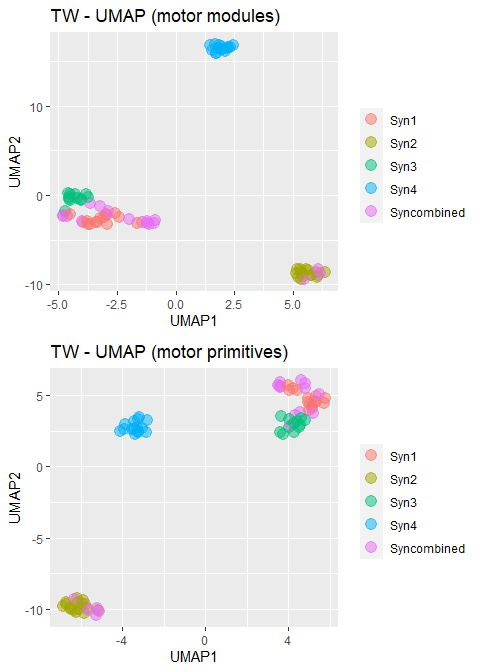 TW - UMAP (motor modules)
10
0
-10
UMAP2
-5.0 -2.5 0.0 2.5 5.0
UMAP1
Syn1
Syn2
Syn3
Syn4
Syncombined
TW - UMAP (motor primitives)
5
0
-5
-10
UMAP2
-4 0 4
UMAP1
Syn1
Syn2
Syn3
Syn4
Syncombined